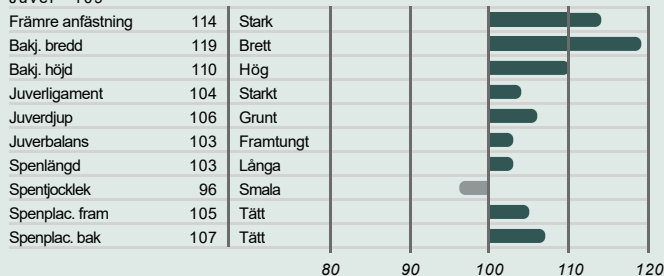 Juver 109
Främre anfästning 114 Stark
Bakj. bredd 119 Brett
Bakj. höjd 110 Hög
Juverligament 104 Starkt
Juverdjup 106 Grunt
Juverbalans 103 Framtungt
Spenlängd 103 Långa
Spentjocklek 96 Smala
Spenplac. fram 105 Tätt
Spenplac. bak 107 Tätt
80 90 100 110 120